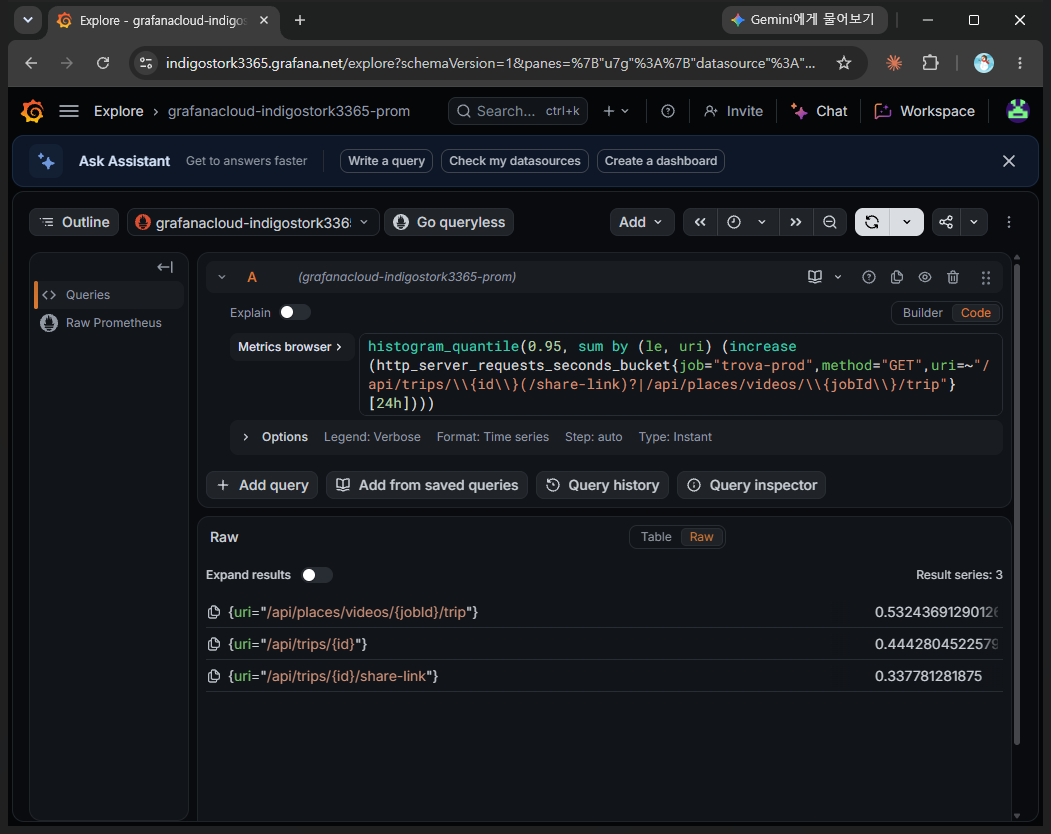 Explore - grafanacloud-indigos
Gemini에게 물어보기
indigostork3365.grafana.net/explore?schemaVersion=1&panes=%7B"u7g"%3A%7B"datasource"%3A"...
Explore › grafanacloud-indigostork3365-prom
Search... ctrl+k
Invite
Chat
Workspace
Ask Assistant Get to answers faster
Write a query
Check my datasources
Create a dashboard
Outline
grafanacloud-indigostork336
Go queryless
Add
Queries
Raw Prometheus
A (grafanacloud-indigostork3365-prom)
Explain
Builder Code
Metrics browser >
histogram_quantile(0.95, sum by (le, uri) (increase
(http_server_requests_seconds_bucket{job="trova-prod",method="GET",uri=~"/
api/trips/\\{id\\}(/share-link)?|/api/places/videos/\\{jobId\\}/trip"}
[24h])))
Options Legend: Verbose Format: Time series Step: auto Type: Instant
+ Add query
Add from saved queries
Query history
Query inspector
Raw
Table Raw
Expand results
Result series: 3
{uri="/api/places/videos/{jobId}/trip"} 0.5324369129012
{uri="/api/trips/{id}"} 0.4442804522579
{uri="/api/trips/{id}/share-link"} 0.337781281875